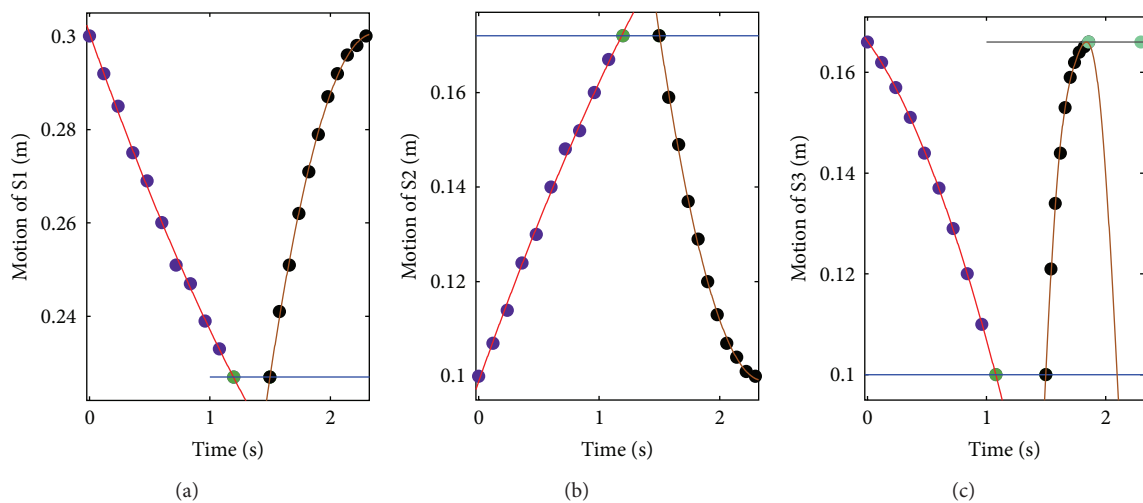 0.3
0.28
0.26
0.24
Motion of S1 (m)
0
1
2
Time (s)
(a)
0.16
0.14
0.12
0.1
Motion of S2 (m)
0
1
2
Time (s)
(b)
0.16
0.14
0.12
0.1
Motion of S3 (m)
0
1
2
Time (s)
(c)